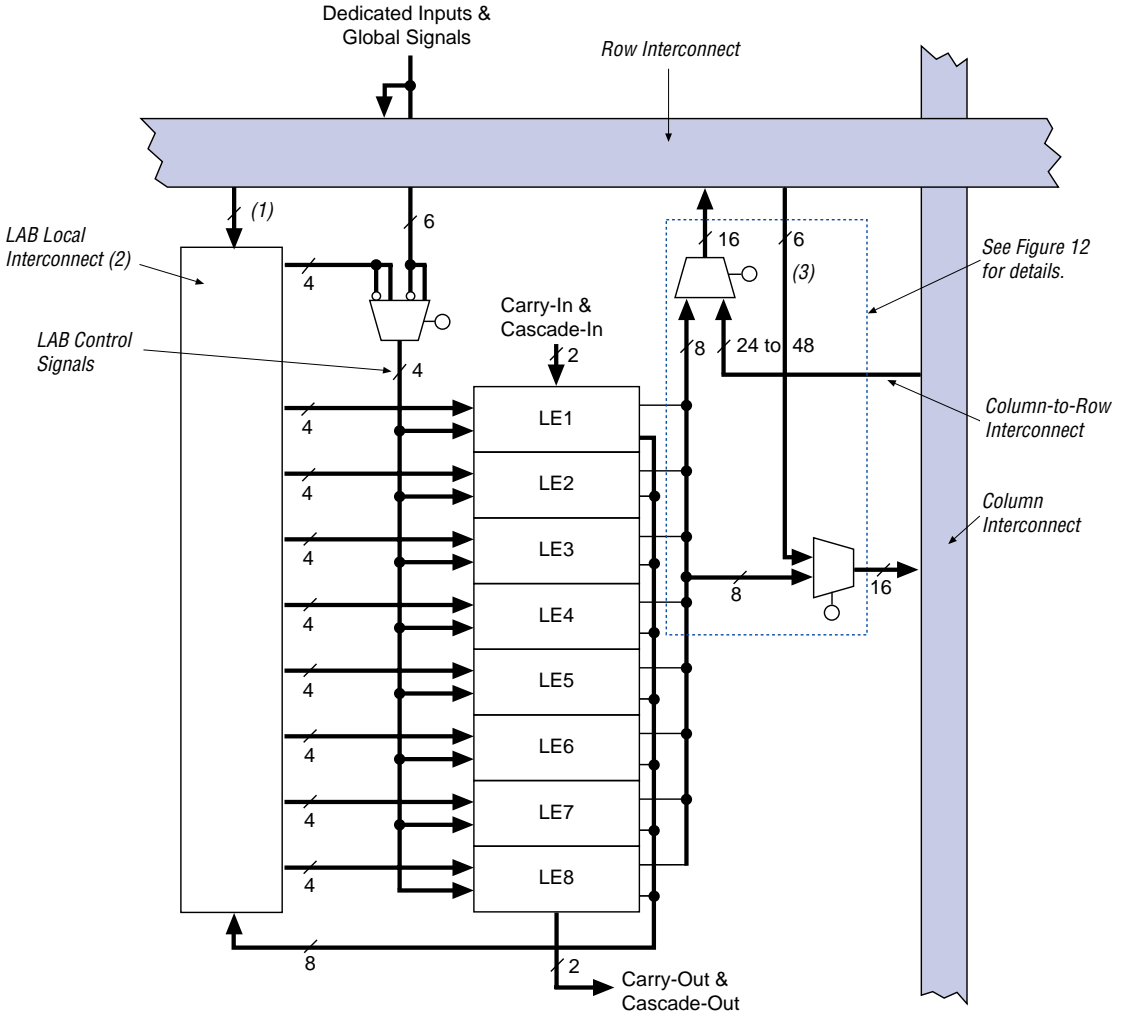 Dedicated Inputs &
Global Signals
Row Interconnect
(1)
6
LAB Local
Interconnect (2)
4
16
6
(3)
See Figure 12
for details.
Carry-In &
Cascade-In
2
LAB Control
Signals
4
8
24 to 48
Column-to-Row
Interconnect
4
LE1
4
LE2
Column
Interconnect
4
LE3
8
16
4
LE4
4
LE5
4
LE6
4
LE7
4
LE8
8
2
Carry-Out &
Cascade-Out